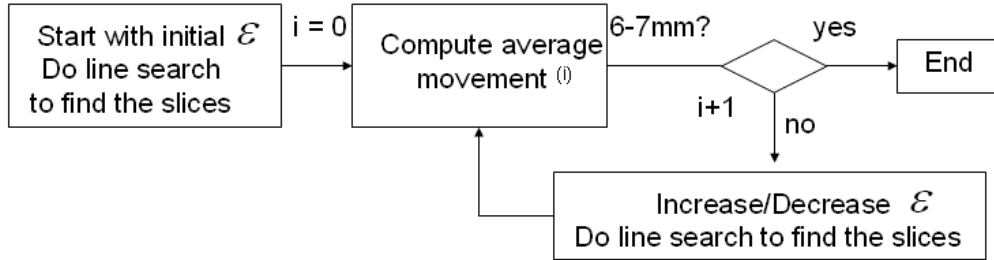 Start with initial ε
Do line search
to find the slices
i = 0
Compute average
movement (i)
6-7mm?
yes
End
i+1
no
Increase/Decrease ε
Do line search to find the slices